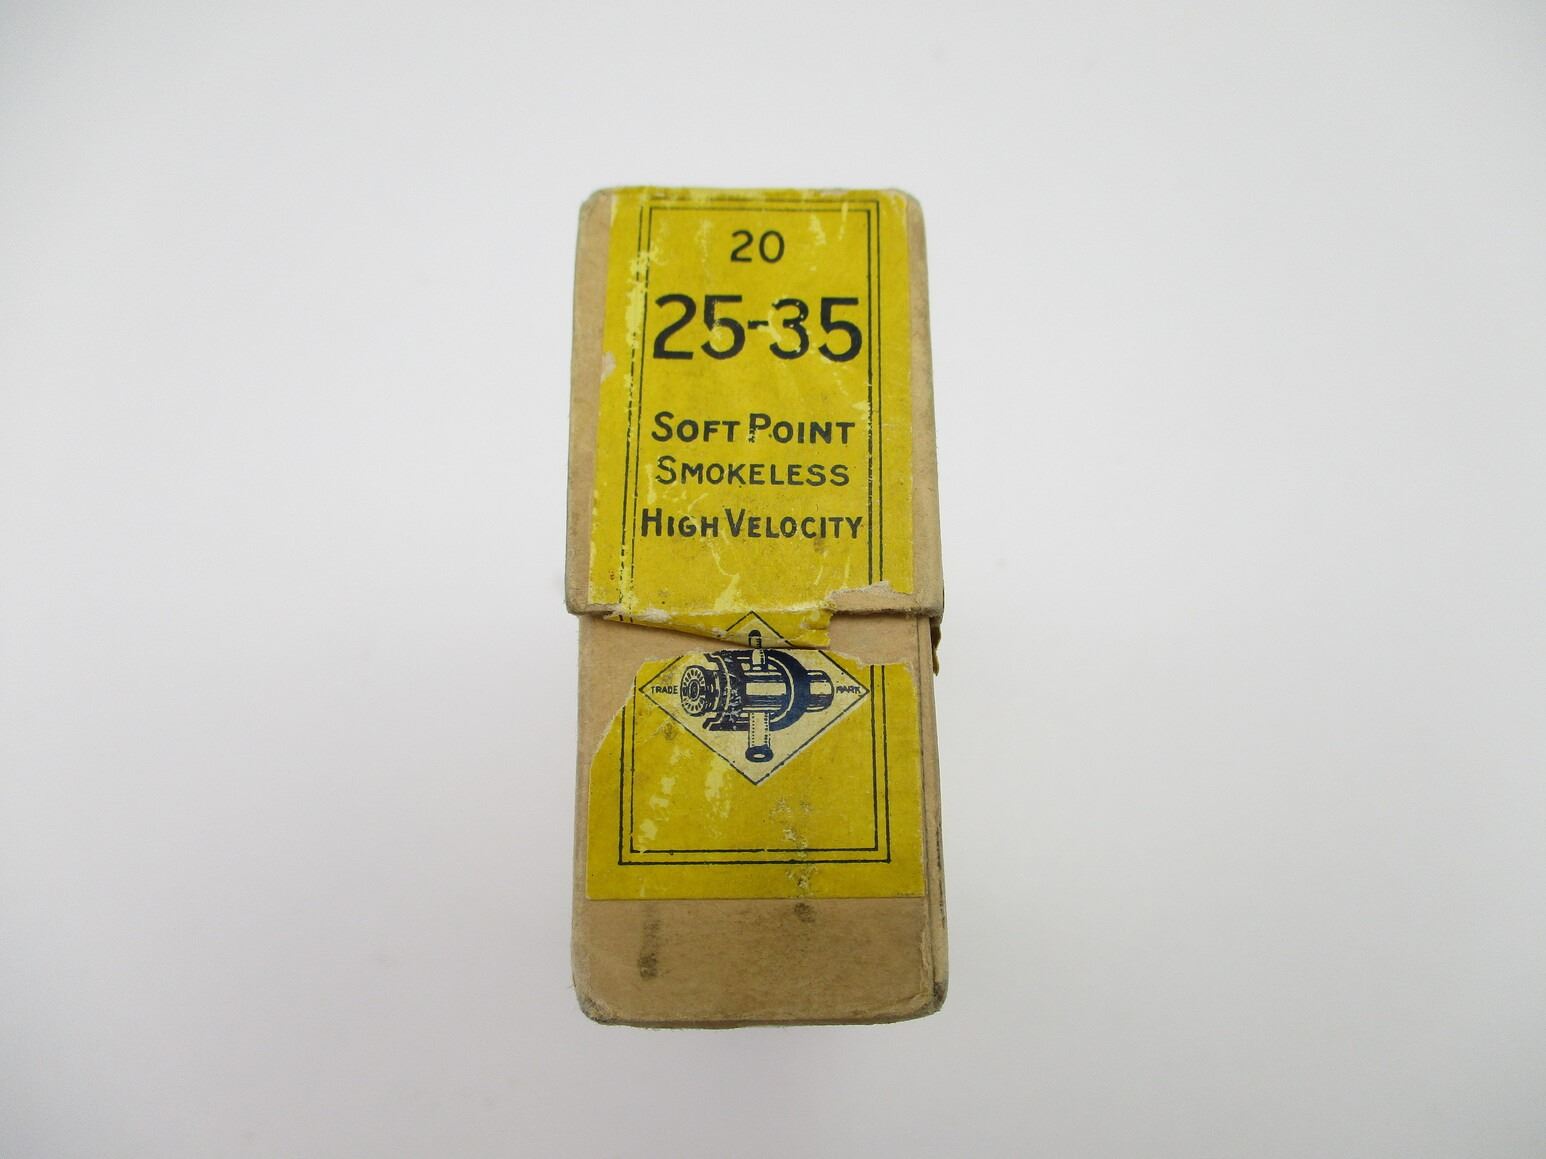 20
25-35
SOFT POINT
SMOKELESS
HIGH VELOCITY
TRADE MARK